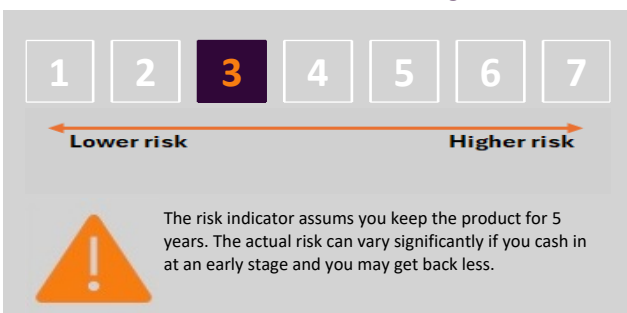 1 2 3 4 5 6 7
Lower risk Higher risk
The risk indicator assums you keep the product for 5
years. The actual risk can vary significantly if you cash in
at an early stage and you may get back less.